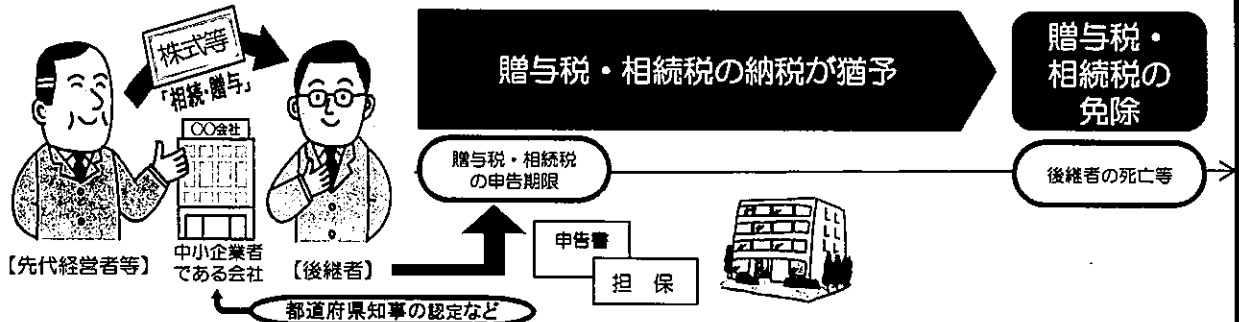 株式等
「相続・贈与」
〇〇会社
【先代経営者等】
中小企業者
である会社
【後継者】
都道府県知事の認定など
贈与税・相続税の納税が猶予
贈与税・
相続税の
免除
贈与税・相続税
の申告期限
後継者の死亡等
申告書
担 保